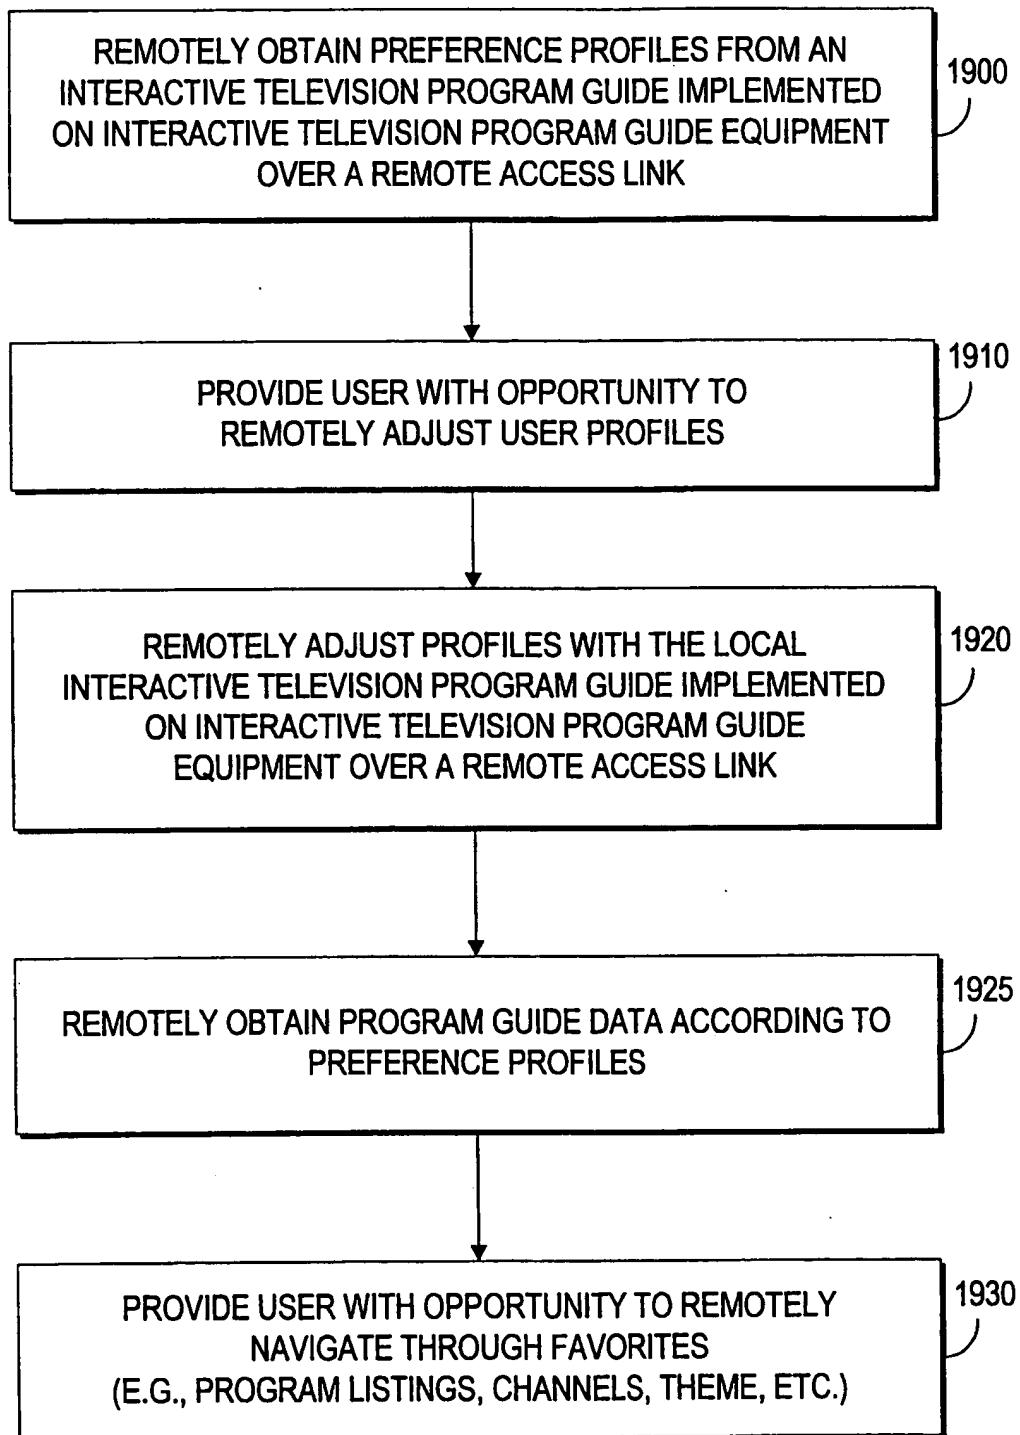 REMOTELY OBTAIN PREFERENCE PROFILES FROM AN
INTERACTIVE TELEVISION PROGRAM GUIDE IMPLEMENTED
ON INTERACTIVE TELEVISION PROGRAM GUIDE EQUIPMENT
OVER A REMOTE ACCESS LINK
1900
PROVIDE USER WITH OPPORTUNITY TO
REMOTELY ADJUST USER PROFILES
1910
REMOTELY ADJUST PROFILES WITH THE LOCAL
INTERACTIVE TELEVISION PROGRAM GUIDE IMPLEMENTED
ON INTERACTIVE TELEVISION PROGRAM GUIDE
EQUIPMENT OVER A REMOTE ACCESS LINK
1920
REMOTELY OBTAIN PROGRAM GUIDE DATA ACCORDING TO
PREFERENCE PROFILES
1925
PROVIDE USER WITH OPPORTUNITY TO REMOTELY
NAVIGATE THROUGH FAVORITES
(E.G., PROGRAM LISTINGS, CHANNELS, THEME, ETC.)
1930